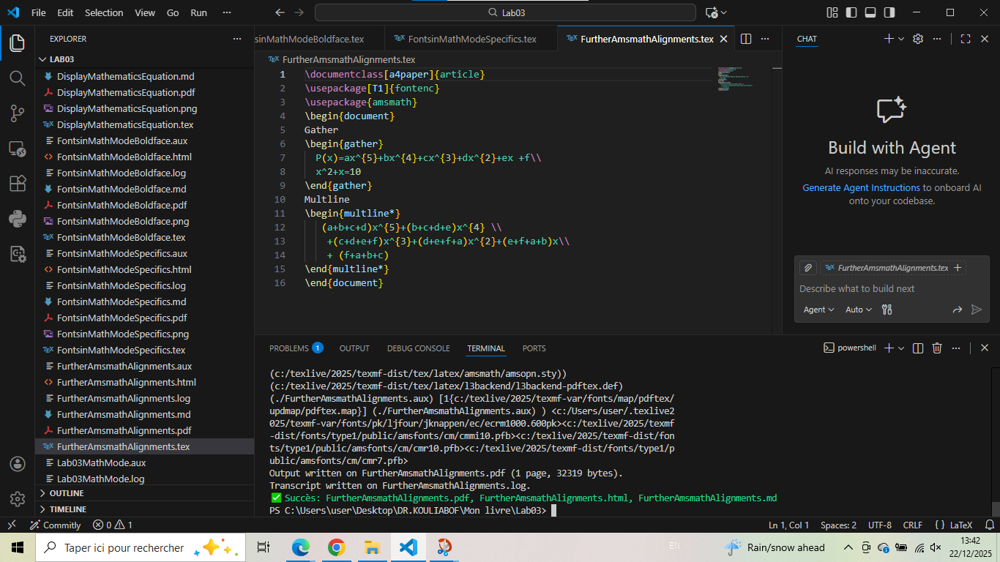 File Edit Selection View Go Run ···
Lab03
EXPLORER
LAB03
DisplayMathematicsEquation.md
DisplayMathematicsEquation.pdf
DisplayMathematicsEquation.png
DisplayMathematicsEquation.tex
FontsinMathModeBoldface.aux
FontsinMathModeBoldface.html
FontsinMathModeBoldface.log
FontsinMathModeBoldface.md
FontsinMathModeBoldface.pdf
FontsinMathModeBoldface.png
FontsinMathModeBoldface.tex
FontsinMathModeSpecifics.aux
FontsinMathModeSpecifics.html
FontsinMathModeSpecifics.log
FontsinMathModeSpecifics.md
FontsinMathModeSpecifics.pdf
FontsinMathModeSpecifics.png
FontsinMathModeSpecifics.tex
FurtherAmsmathAlignments.aux
FurtherAmsmathAlignments.html
FurtherAmsmathAlignments.log
FurtherAmsmathAlignments.md
FurtherAmsmathAlignments.pdf
FurtherAmsmathAlignments.tex
Lab03MathMode.aux
Lab03MathMode.log
OUTLINE
TIMELINE
sinMathModeBoldface.tex FontsinMathModeSpecifics.tex FurtherAmsmathAlignments.tex
FurtherAmsmathAlignments.tex
1 \documentclass[a4paper]{article}
2 \usepackage[T1]{fontenc}
3 \usepackage{amsmath}
4 \begin{document}
5 Gather
6 \begin{gather}
7 P(x)=ax^{5}+bx^{4}+cx^{3}+dx^{2}+ex +f\\
8 x^2+x=10
9 \end{gather}
10 Multline
11 \begin{multline*}
12 (a+b+c+d)x^{5}+(b+c+d+e)x^{4} \\
13 +(c+d+e+f)x^{3}+(d+e+f+a)x^{2}+(e+f+a+b)x\\
14 + (f+a+b+c)
15 \end{multline*}
16 \end{document}
CHAT
Build with Agent
AI responses may be inaccurate.
Generate Agent Instructions to onboard AI
onto your codebase.
FurtherAmsmathAlignments.tex
Describe what to build next
Agent Auto
PROBLEMS 1 OUTPUT DEBUG CONSOLE TERMINAL PORTS
powershell
(c:/texlive/2025/texmf-dist/tex/latex/amsmath/amsopn.sty))
(c:/texlive/2025/texmf-dist/tex/latex/l3backend/l3backend-pdftex.def)
(./FurtherAmsmathAlignments.aux) [1{c:/texlive/2025/texmf-var/fonts/map/pdftex/
updmap/pdftex.map}] (./FurtherAmsmathAlignments.aux) ) <c:/Users/user/.texlive2
025/texmf-var/fonts/pk/ljfour/jknappen/ec/ecrm1000.600pk><c:/texlive/2025/texmf
-dist/fonts/type1/public/amsfonts/cm/cmmi10.pfb><c:/texlive/2025/texmf-dist/fon
ts/type1/public/amsfonts/cm/cmr10.pfb><c:/texlive/2025/texmf-dist/fonts/type1/p
ublic/amsfonts/cm/cmr7.pfb>
Output written on FurtherAmsmathAlignments.pdf (1 page, 32319 bytes).
Transcript written on FurtherAmsmathAlignments.log.
✅ Succès: FurtherAmsmathAlignments.pdf, FurtherAmsmathAlignments.html, FurtherAmsmathAlignments.md
PS C:\Users\user\Desktop\DR.KOULIABOF\Mon livre\Lab03>
Commitly 0 1 Ln 1, Col 1 Spaces: 2 UTF-8 CRLF {} LaTeX
Taper ici pour rechercher
EN
Rain/snow ahead
13:42
22/12/2025